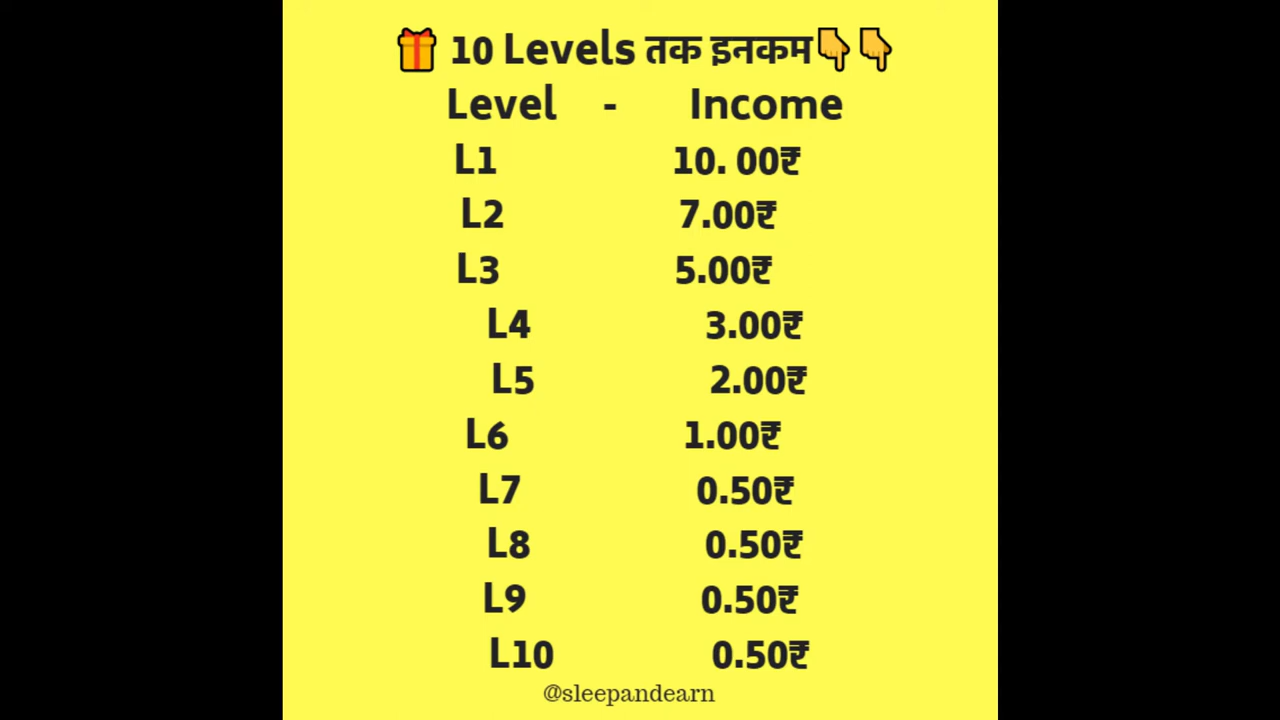 🎁 10 Levels तक इनकम👇👇
Level - Income
L1 10. 00₹
L2 7.00₹
L3 5.00₹
L4 3.00₹
L5 2.00₹
L6 1.00₹
L7 0.50₹
L8 0.50₹
L9 0.50₹
L10 0.50₹
@sleepandearn